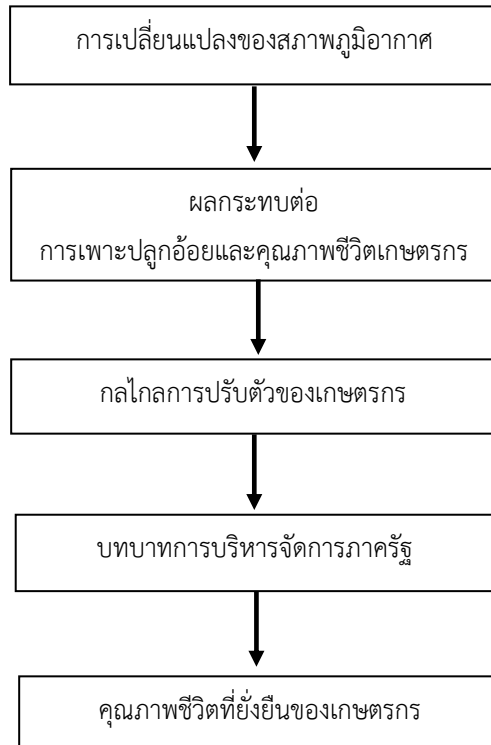 การเปลี่ยนแปลงของสภาพภูมิอากาศ
ผลกระทบต่อ
การเพาะปลูกอ้อยและคุณภาพชีวิตเกษตรกร
กลไกลการปรับตัวของเกษตรกร
บทบาทการบริหารจัดการภาครัฐ
คุณภาพชีวิตที่ยั่งยืนของเกษตรกร